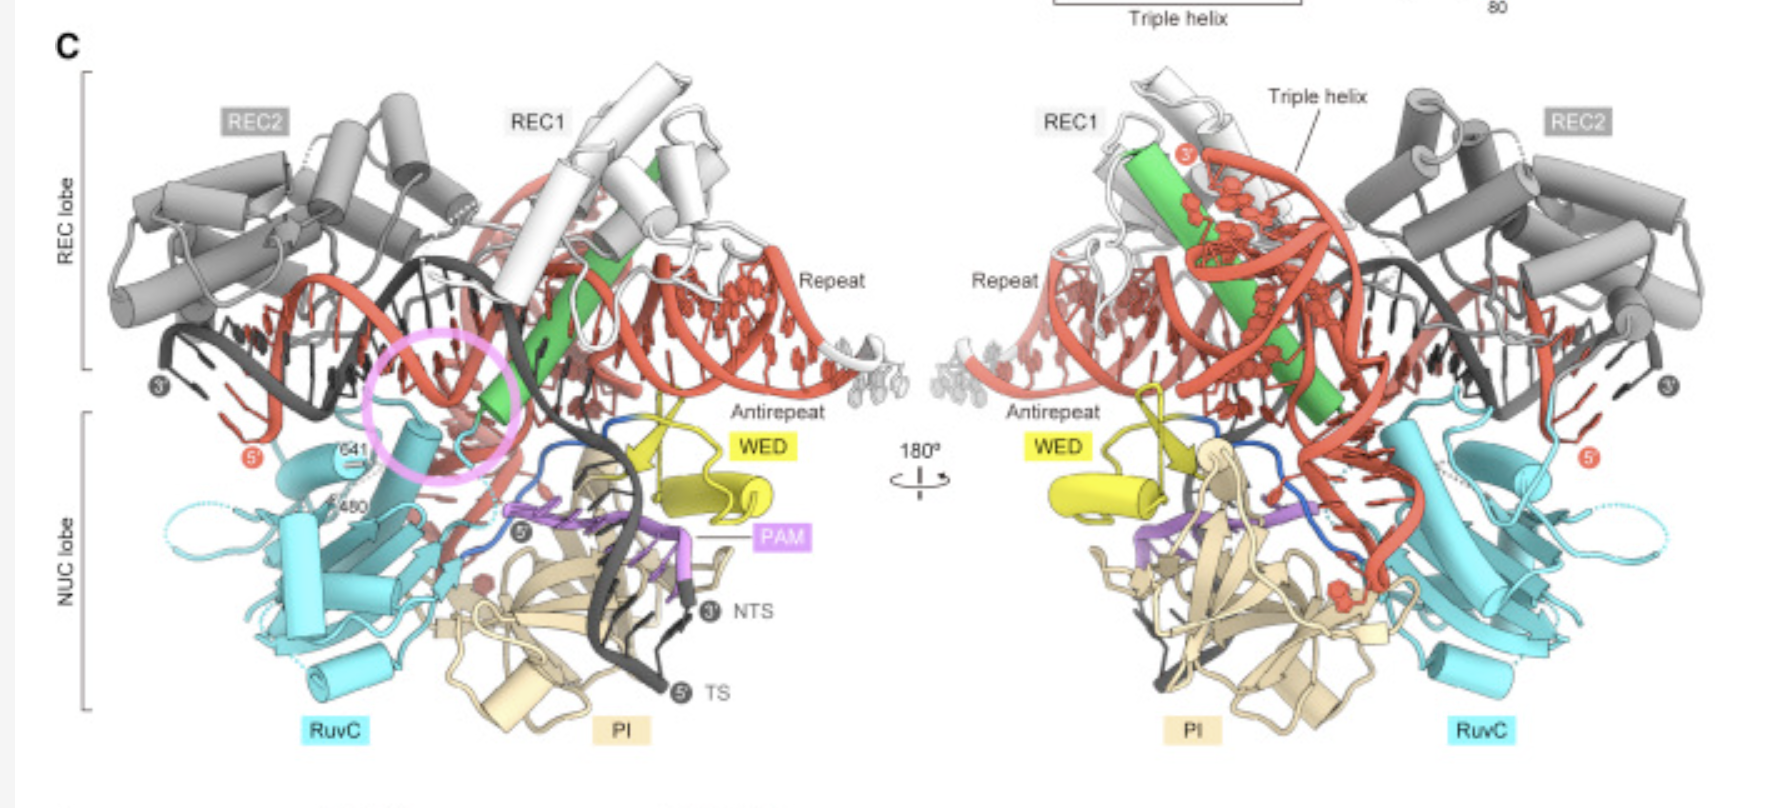 Triple helix
80
C
REC2
REC1
REC lobe
Repeat
3'
Antirepeat
WED
641
5'
480
5'
PAM
NUC lobe
3' NTS
5' TS
RuvC
PI
180º
REC1
Triple helix
REC2
3'
Repeat
3'
Antirepeat
WED
5'
PI
RuvC